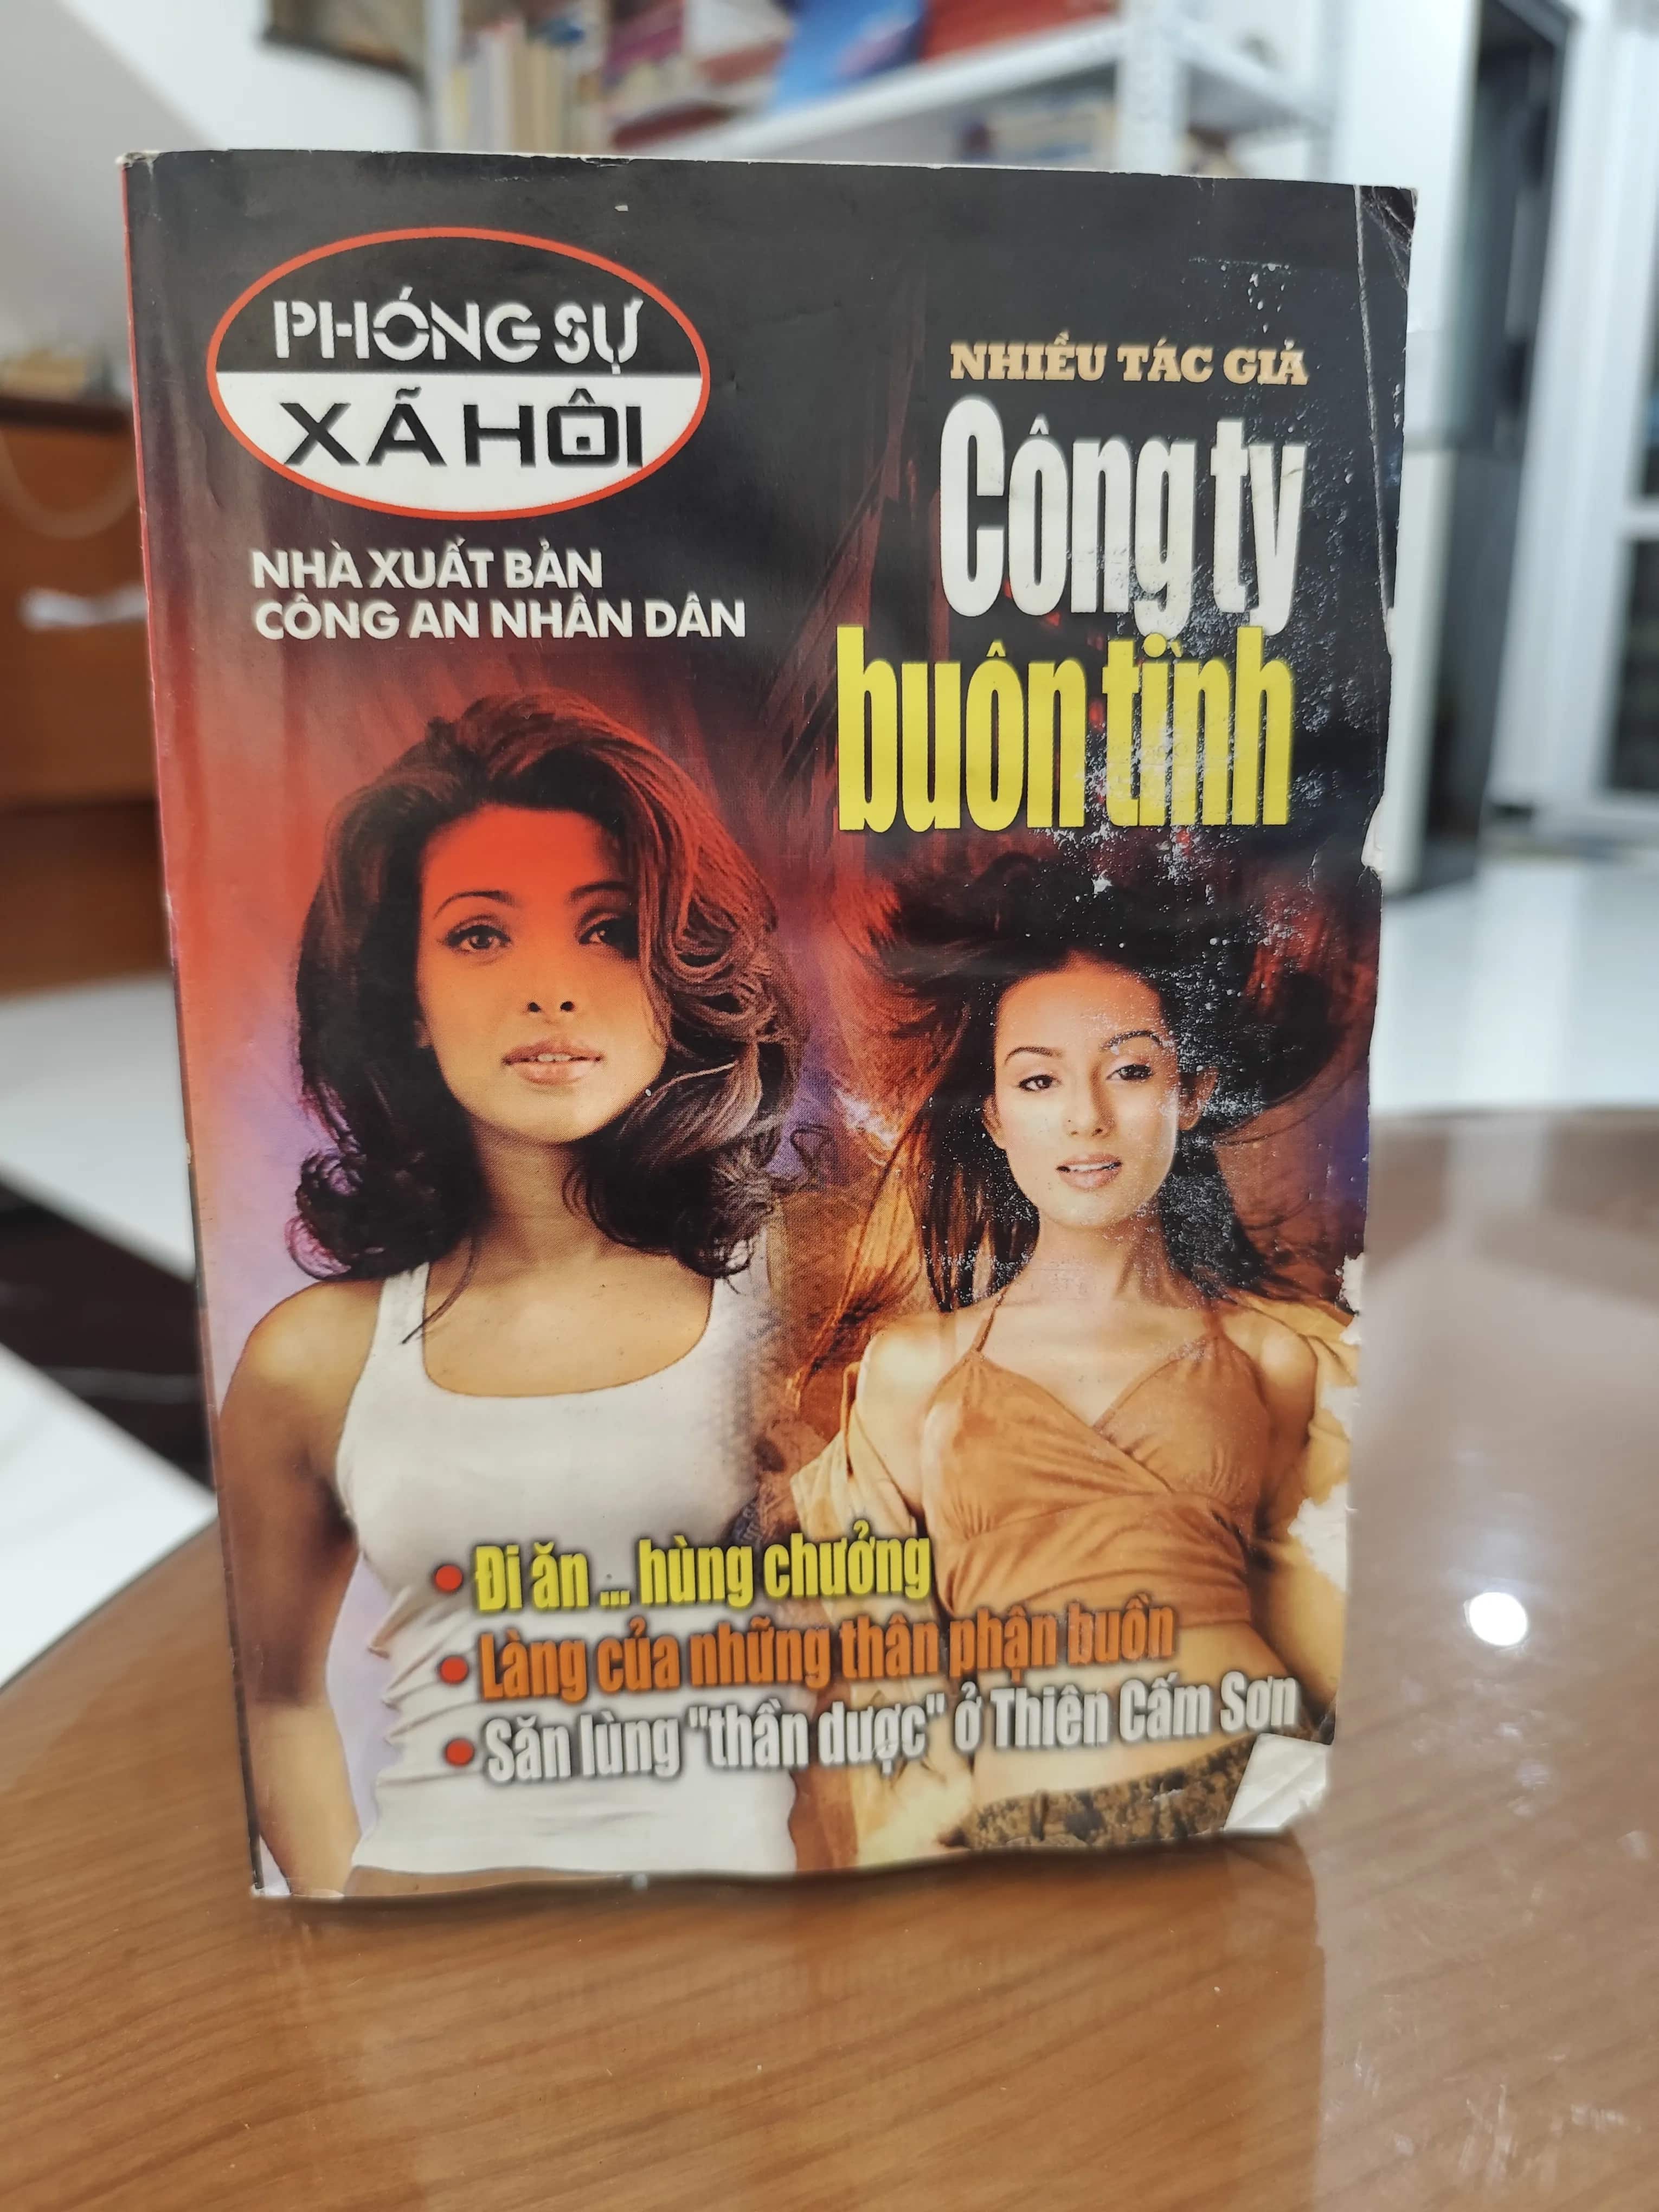 PHÓNG SỰ
XÃ HỘI
NHÀ XUẤT BẢN
CÔNG AN NHÂN DÂN
NHIỀU TÁC GIẢ
Công ty
buôn tình
• Đi ăn ... hùng chưởng
• Làng của những thân phận buồn
• Săn lùng "thần dược" ở Thiên Cấm Sơn